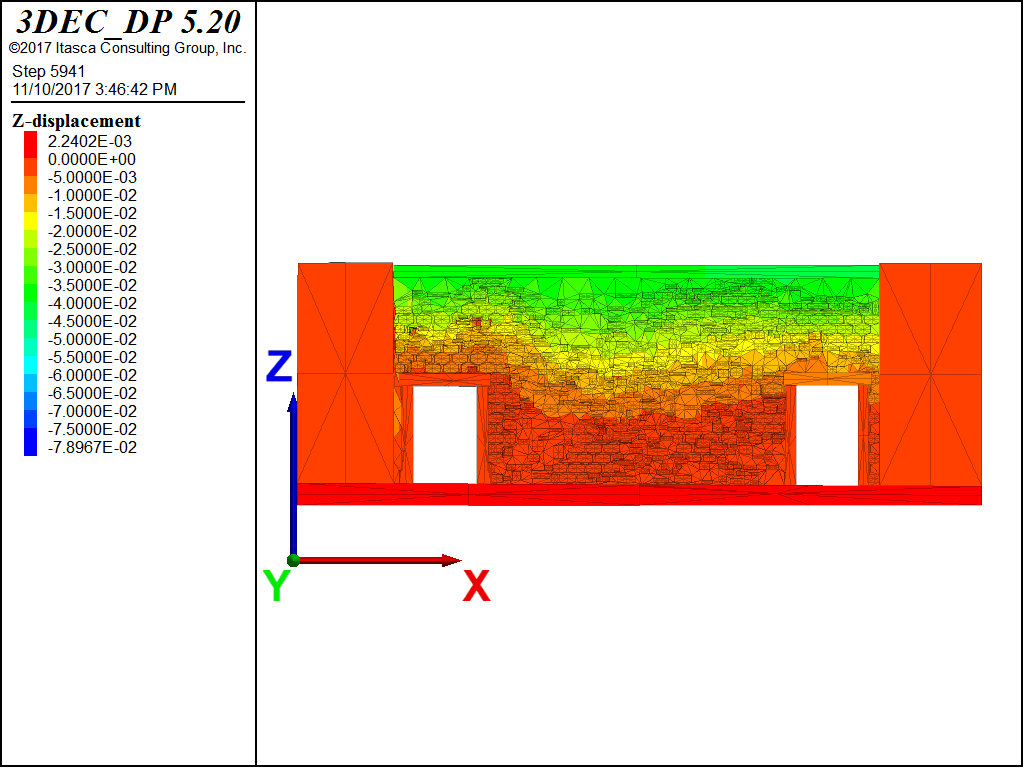 3DEC_DP 5.20
©2017 Itasca Consulting Group, Inc.
Step 5941
11/10/2017 3:46:42 PM
Z-displacement
2.2402E-03
0.0000E+00
-5.0000E-03
-1.0000E-02
-1.5000E-02
-2.0000E-02
-2.5000E-02
-3.0000E-02
-3.5000E-02
-4.0000E-02
-4.5000E-02
-5.0000E-02
-5.5000E-02
-6.0000E-02
-6.5000E-02
-7.0000E-02
-7.5000E-02
-7.8967E-02
Z
Y
X